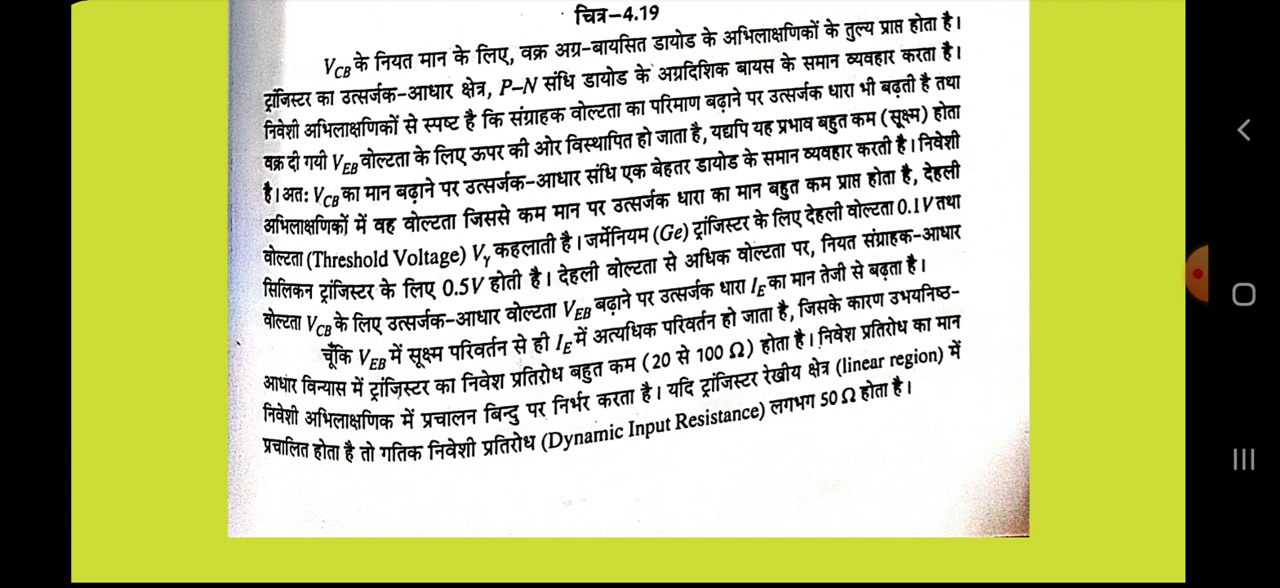 चित्र-4.19
V_CB के नियत मान के लिए, वक्र अग्र-बायसित डायोड के अभिलाक्षणिकों के तुल्य प्राप्त होता है।
ट्रांजिस्टर का उत्सर्जक-आधार क्षेत्र, P-N संधि डायोड के अग्रदिशिक बायस के समान व्यवहार करता है।
निवेशी अभिलाक्षणिकों से स्पष्ट है कि संग्राहक वोल्टता का परिमाण बढ़ाने पर उत्सर्जक धारा भी बढ़ती है तथा
वक्र दी गयी V_EB वोल्टता के लिए ऊपर की ओर विस्थापित हो जाता है, यद्यपि यह प्रभाव बहुत कम (सूक्ष्म) होता
है। अतः V_CB का मान बढ़ाने पर उत्सर्जक-आधार संधि एक बेहतर डायोड के समान व्यवहार करती है। निवेशी
अभिलाक्षणिकों में वह वोल्टता जिससे कम मान पर उत्सर्जक धारा का मान बहुत कम प्राप्त होता है, देहली
वोल्टता (Threshold Voltage) V_γ कहलाती है। जर्मेनियम (Ge) ट्रांजिस्टर के लिए देहली वोल्टता 0.1V तथा
सिलिकन ट्रांजिस्टर के लिए 0.5V होती है। देहली वोल्टता से अधिक वोल्टता पर, नियत संग्राहक-आधार
वोल्टता V_CB के लिए उत्सर्जक-आधार वोल्टता V_EB बढ़ाने पर उत्सर्जक धारा I_E का मान तेजी से बढ़ता है।
चूँकि V_EB में सूक्ष्म परिवर्तन से ही I_E में अत्यधिक परिवर्तन हो जाता है, जिसके कारण उभयनिष्ठ-
आधार विन्यास में ट्रांजिस्टर का निवेश प्रतिरोध बहुत कम (20 से 100 Ω) होता है। निवेश प्रतिरोध का मान
निवेशी अभिलाक्षणिक में प्रचालन बिन्दु पर निर्भर करता है। यदि ट्रांजिस्टर रेखीय क्षेत्र (linear region) में
प्रचालित होता है तो गतिक निवेशी प्रतिरोध (Dynamic Input Resistance) लगभग 50 Ω होता है।